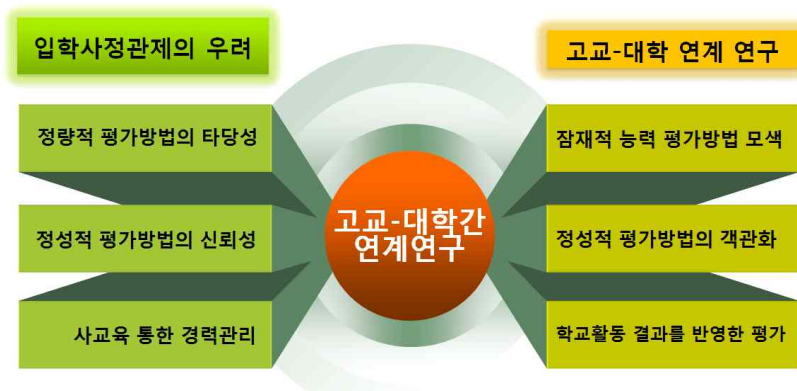 입학사정관제의 우려
고교-대학 연계 연구
정량적 평가방법의 타당성
정성적 평가방법의 신뢰성
사교육 통한 경력관리
고교-대학간
연계연구
잠재적 능력 평가방법 모색
정성적 평가방법의 객관화
학교활동 결과를 반영한 평가